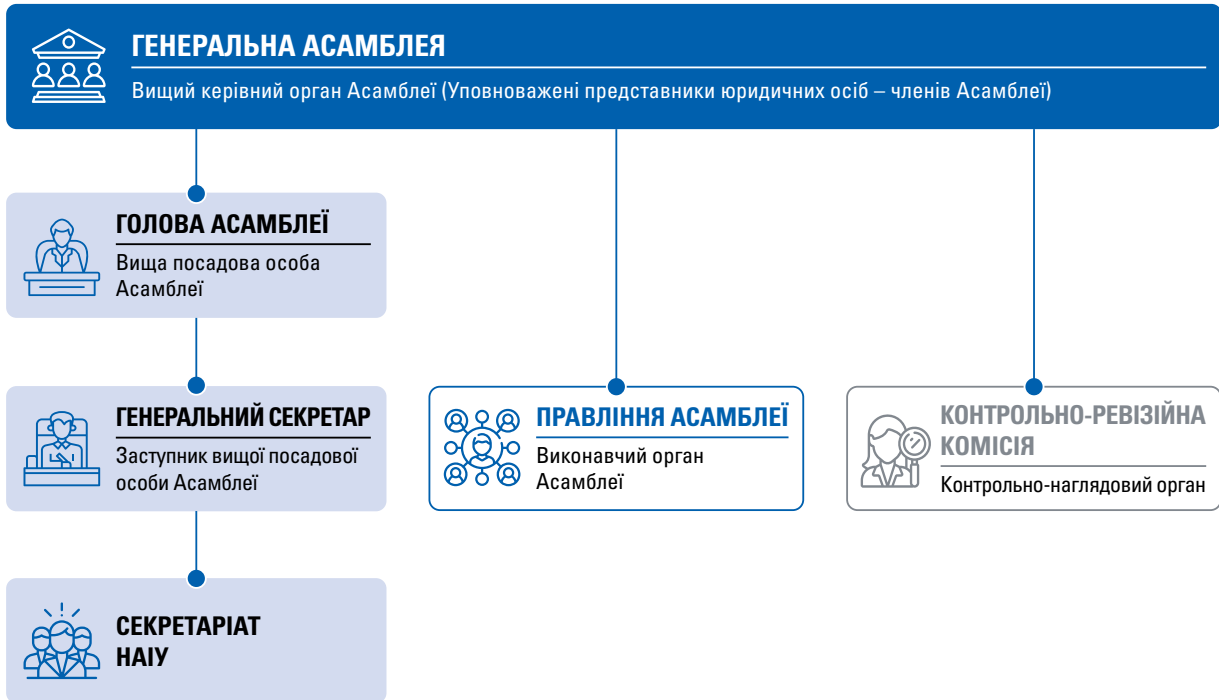 ГЕНЕРАЛЬНА АСАМБЛЕЯ
Вищий керівний орган Асамблеї (Уповноважені представники юридичних осіб – членів Асамблеї)
ГОЛОВА АСАМБЛЕЇ
Вища посадова особа
Асамблеї
ГЕНЕРАЛЬНИЙ СЕКРЕТАР
Заступник вищої посадової
особи Асамблеї
ПРАВЛІННЯ АСАМБЛЕЇ
Виконавчий орган
Асамблеї
КОНТРОЛЬНО-РЕВІЗІЙНА
КОМІСІЯ
Контрольно-наглядовий орган
СЕКРЕТАРІАТ
НАІУ